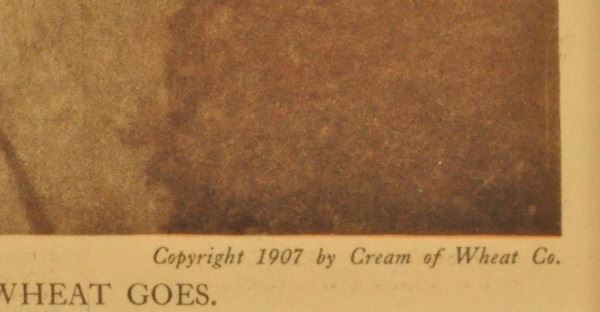 Copyright 1907 by Cream of Wheat Co.
WHEAT GOES.